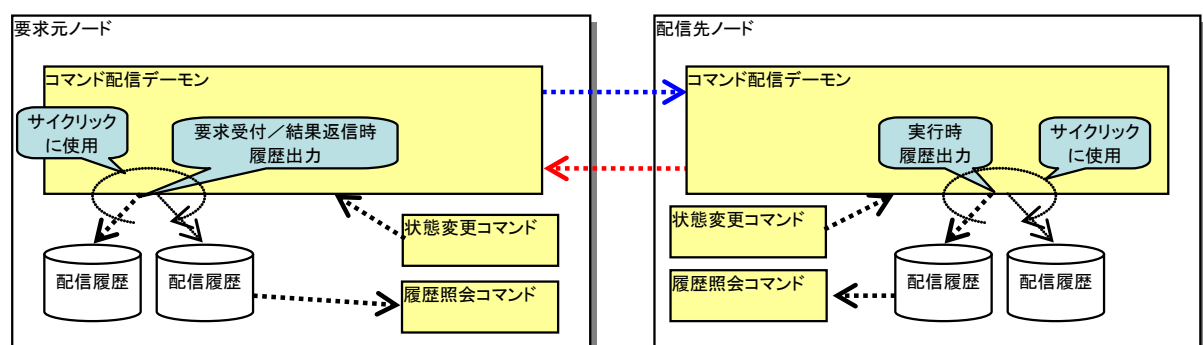 要求元ノード
コマンド配信デーモン
サイクリック
に使用
要求受付／結果返信時
履歴出力
状態変更コマンド
配信履歴
配信履歴
履歴照会コマンド
配信先ノード
コマンド配信デーモン
実行時
履歴出力
サイクリック
に使用
状態変更コマンド
履歴照会コマンド
配信履歴
配信履歴